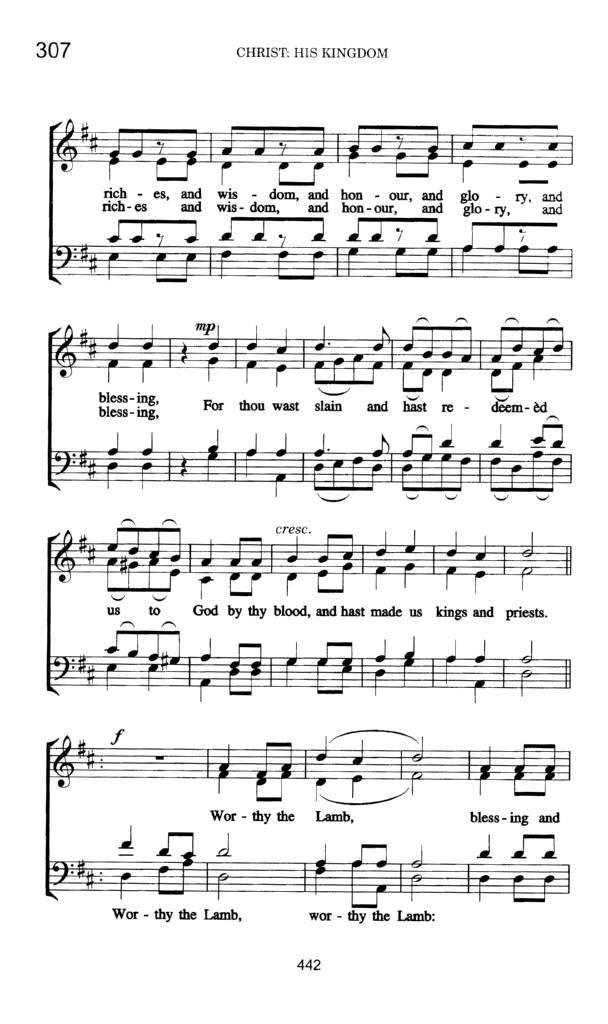 307
CHRIST: HIS KINGDOM
rich - es, and wis - dom, and hon - our, and glo - ry, and
rich-es and wis-dom, and hon-our, and glo-ry, and
mp
bless-ing, For thou wast slain and hast re - deem-èd
bless-ing,
cresc.
us to God by thy blood, and hast made us kings and priests.
f
Wor - thy the Lamb, bless-ing and
Wor - thy the Lamb, wor - thy the Lamb:
442